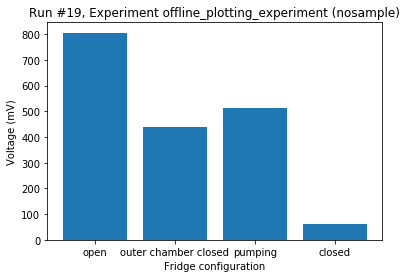 Run #19, Experiment offline_plotting_experiment (nosample)
Voltage (mV)
800
700
600
500
400
300
200
100
0
open outer chamber closed pumping closed
Fridge configuration